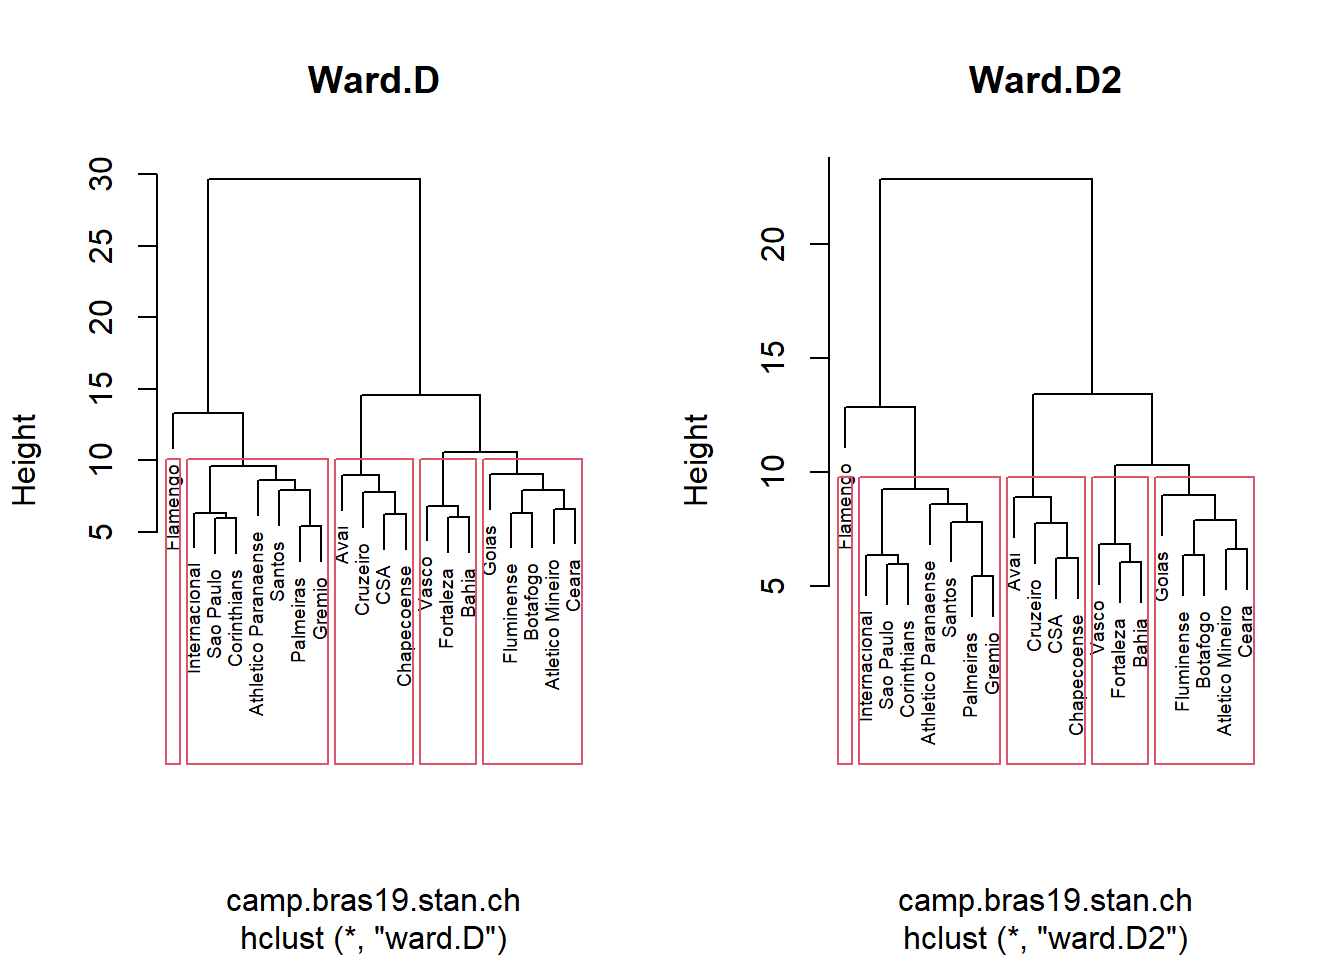 Ward.D
Height
30
25
20
15
10
5
Flamengo
Internacional
Sao Paulo
Corinthians
Athletico Paranaense
Santos
Palmeiras
Gremio
Avai
Cruzeiro
CSA
Chapecoense
Vasco
Fortaleza
Bahia
Goias
Fluminense
Botafogo
Atletico Mineiro
Ceara
camp.bras19.stan.ch
hclust (*, "ward.D")
Ward.D2
Height
20
15
10
5
Flamengo
Internacional
Sao Paulo
Corinthians
Athletico Paranaense
Santos
Palmeiras
Gremio
Avai
Cruzeiro
CSA
Chapecoense
Vasco
Fortaleza
Bahia
Goias
Fluminense
Botafogo
Atletico Mineiro
Ceara
camp.bras19.stan.ch
hclust (*, "ward.D2")